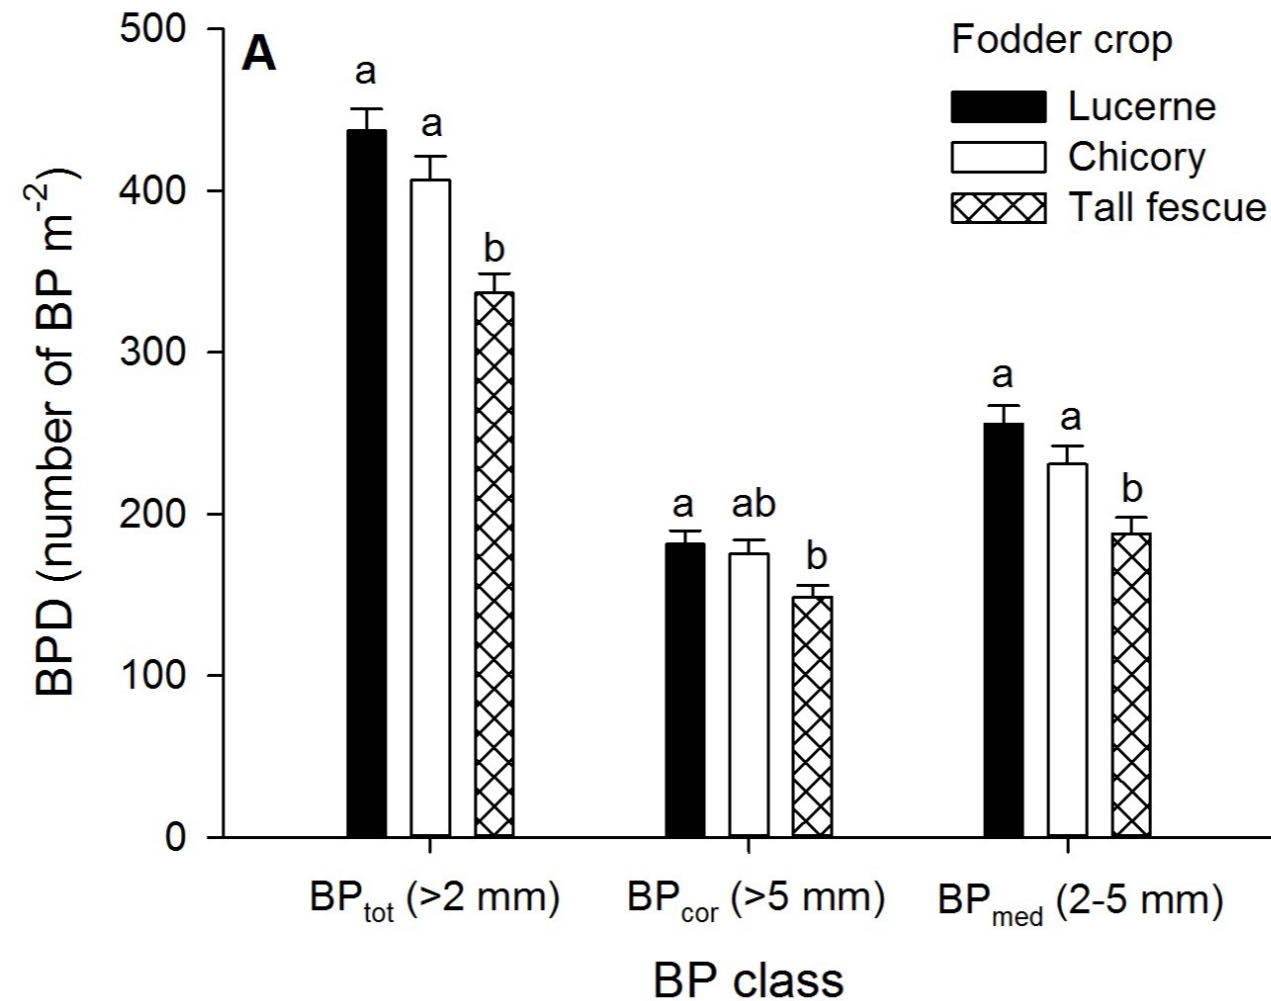 A
Fodder crop
Lucerne
Chicory
Tall fescue
BPD (number of BP m⁻²)
500
400
300
200
100
0
a
a
b
a
ab
b
a
a
b
BPtot (>2 mm)
BPcor (>5 mm)
BPmed (2-5 mm)
BP class